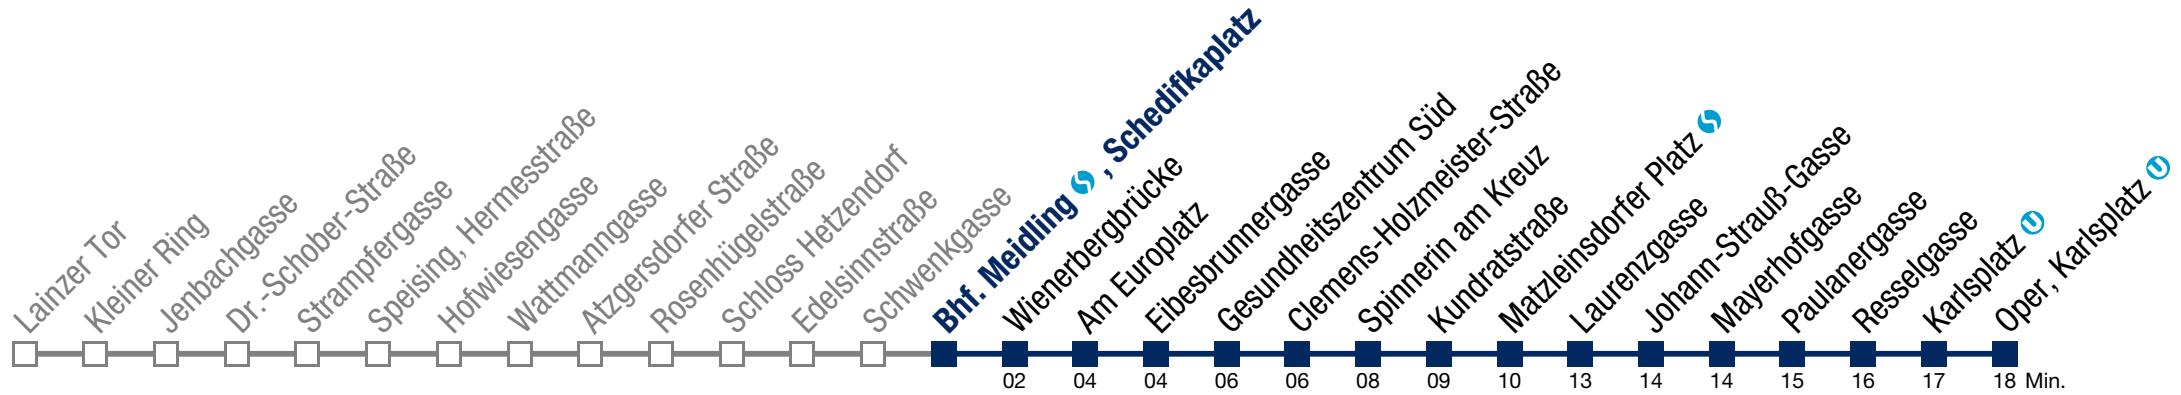 Lainzer Tor
Kleiner Ring
Jenbachgasse
Dr.-Schober-Straße
Strampfergasse
Speising, Hermesstraße
Hofwiesengasse
Wattmanngasse
Atzgersdorfer Straße
Rosenhügelstraße
Schloss Hetzendorf
Edelsinnstraße
Schwenkgasse
Bhf. Meidling S, Schedifkaplatz
Wienerbergbrücke
Am Europlatz
Eibesbrunnergasse
Gesundheitszentrum Süd
Clemens-Holzmeister-Straße
Spinnerin am Kreuz
Kundratstraße
Matzleinsdorfer Platz S
Laurenzgasse
Johann-Strauß-Gasse
Mayerhofgasse
Paulanergasse
Resselgasse
Karlsplatz U
Oper, Karlsplatz U
02 04 04 06 06 08 09 10 13 14 14 15 16 17 18 Min.